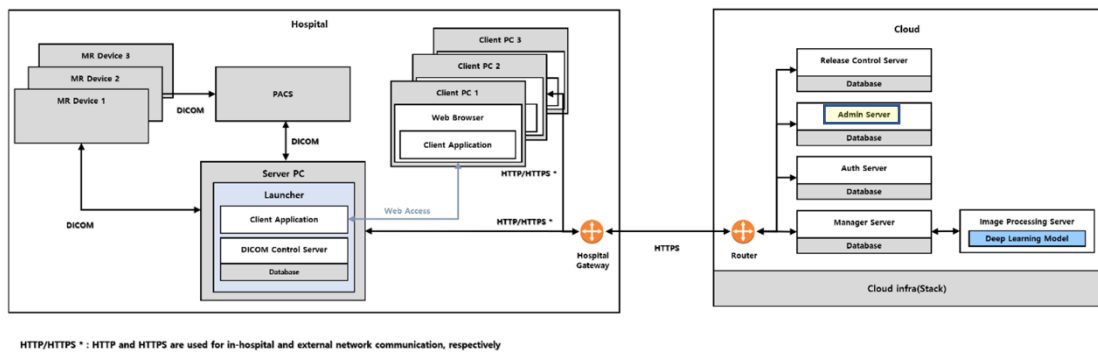 Hospital
MR Device 3
MR Device 2
MR Device 1
DICOM
PACS
DICOM
DICOM
Client PC 3
Client PC 2
Client PC 1
Web Browser
Client Application
HTTP/HTTPS *
Server PC
Launcher
Client Application
DICOM Control Server
Database
Web Access
HTTP/HTTPS *
Hospital
Gateway
HTTPS
Cloud
Router
Release Control Server
Database
Admin Server
Database
Auth Server
Database
Manager Server
Database
Image Processing Server
Deep Learning Model
Cloud infra(Stack)
HTTP/HTTPS * : HTTP and HTTPS are used for in-hospital and external network communication, respectively